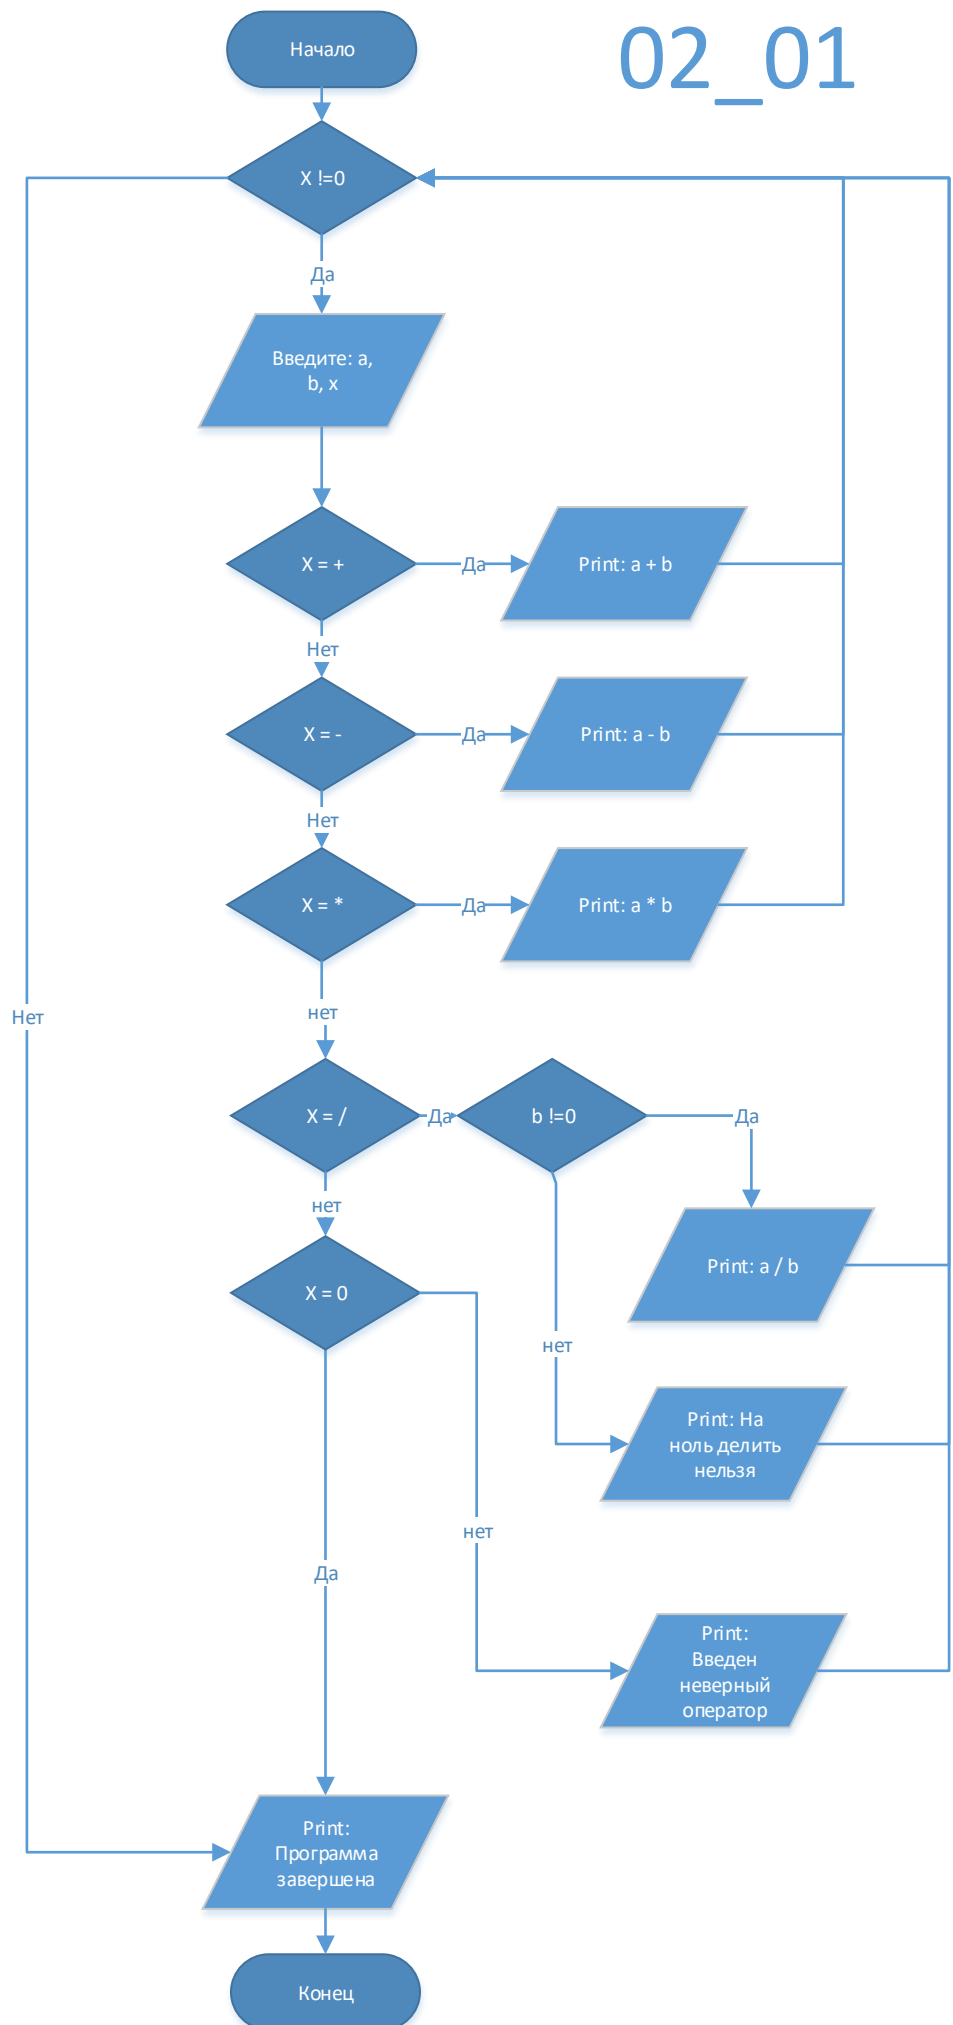 02_01
Начало
X !=0
Да
Введите: a,
b, x
X = +
Да
Print: a + b
Нет
X = -
Да
Print: a - b
Нет
X = *
Да
Print: a * b
нет
Нет
X = /
Да
b !=0
Да
нет
Print: a / b
X = 0
нет
Print: На
ноль делить
нельзя
нет
Да
Print:
Введен
неверный
оператор
Print:
Программа
завершена
Конец